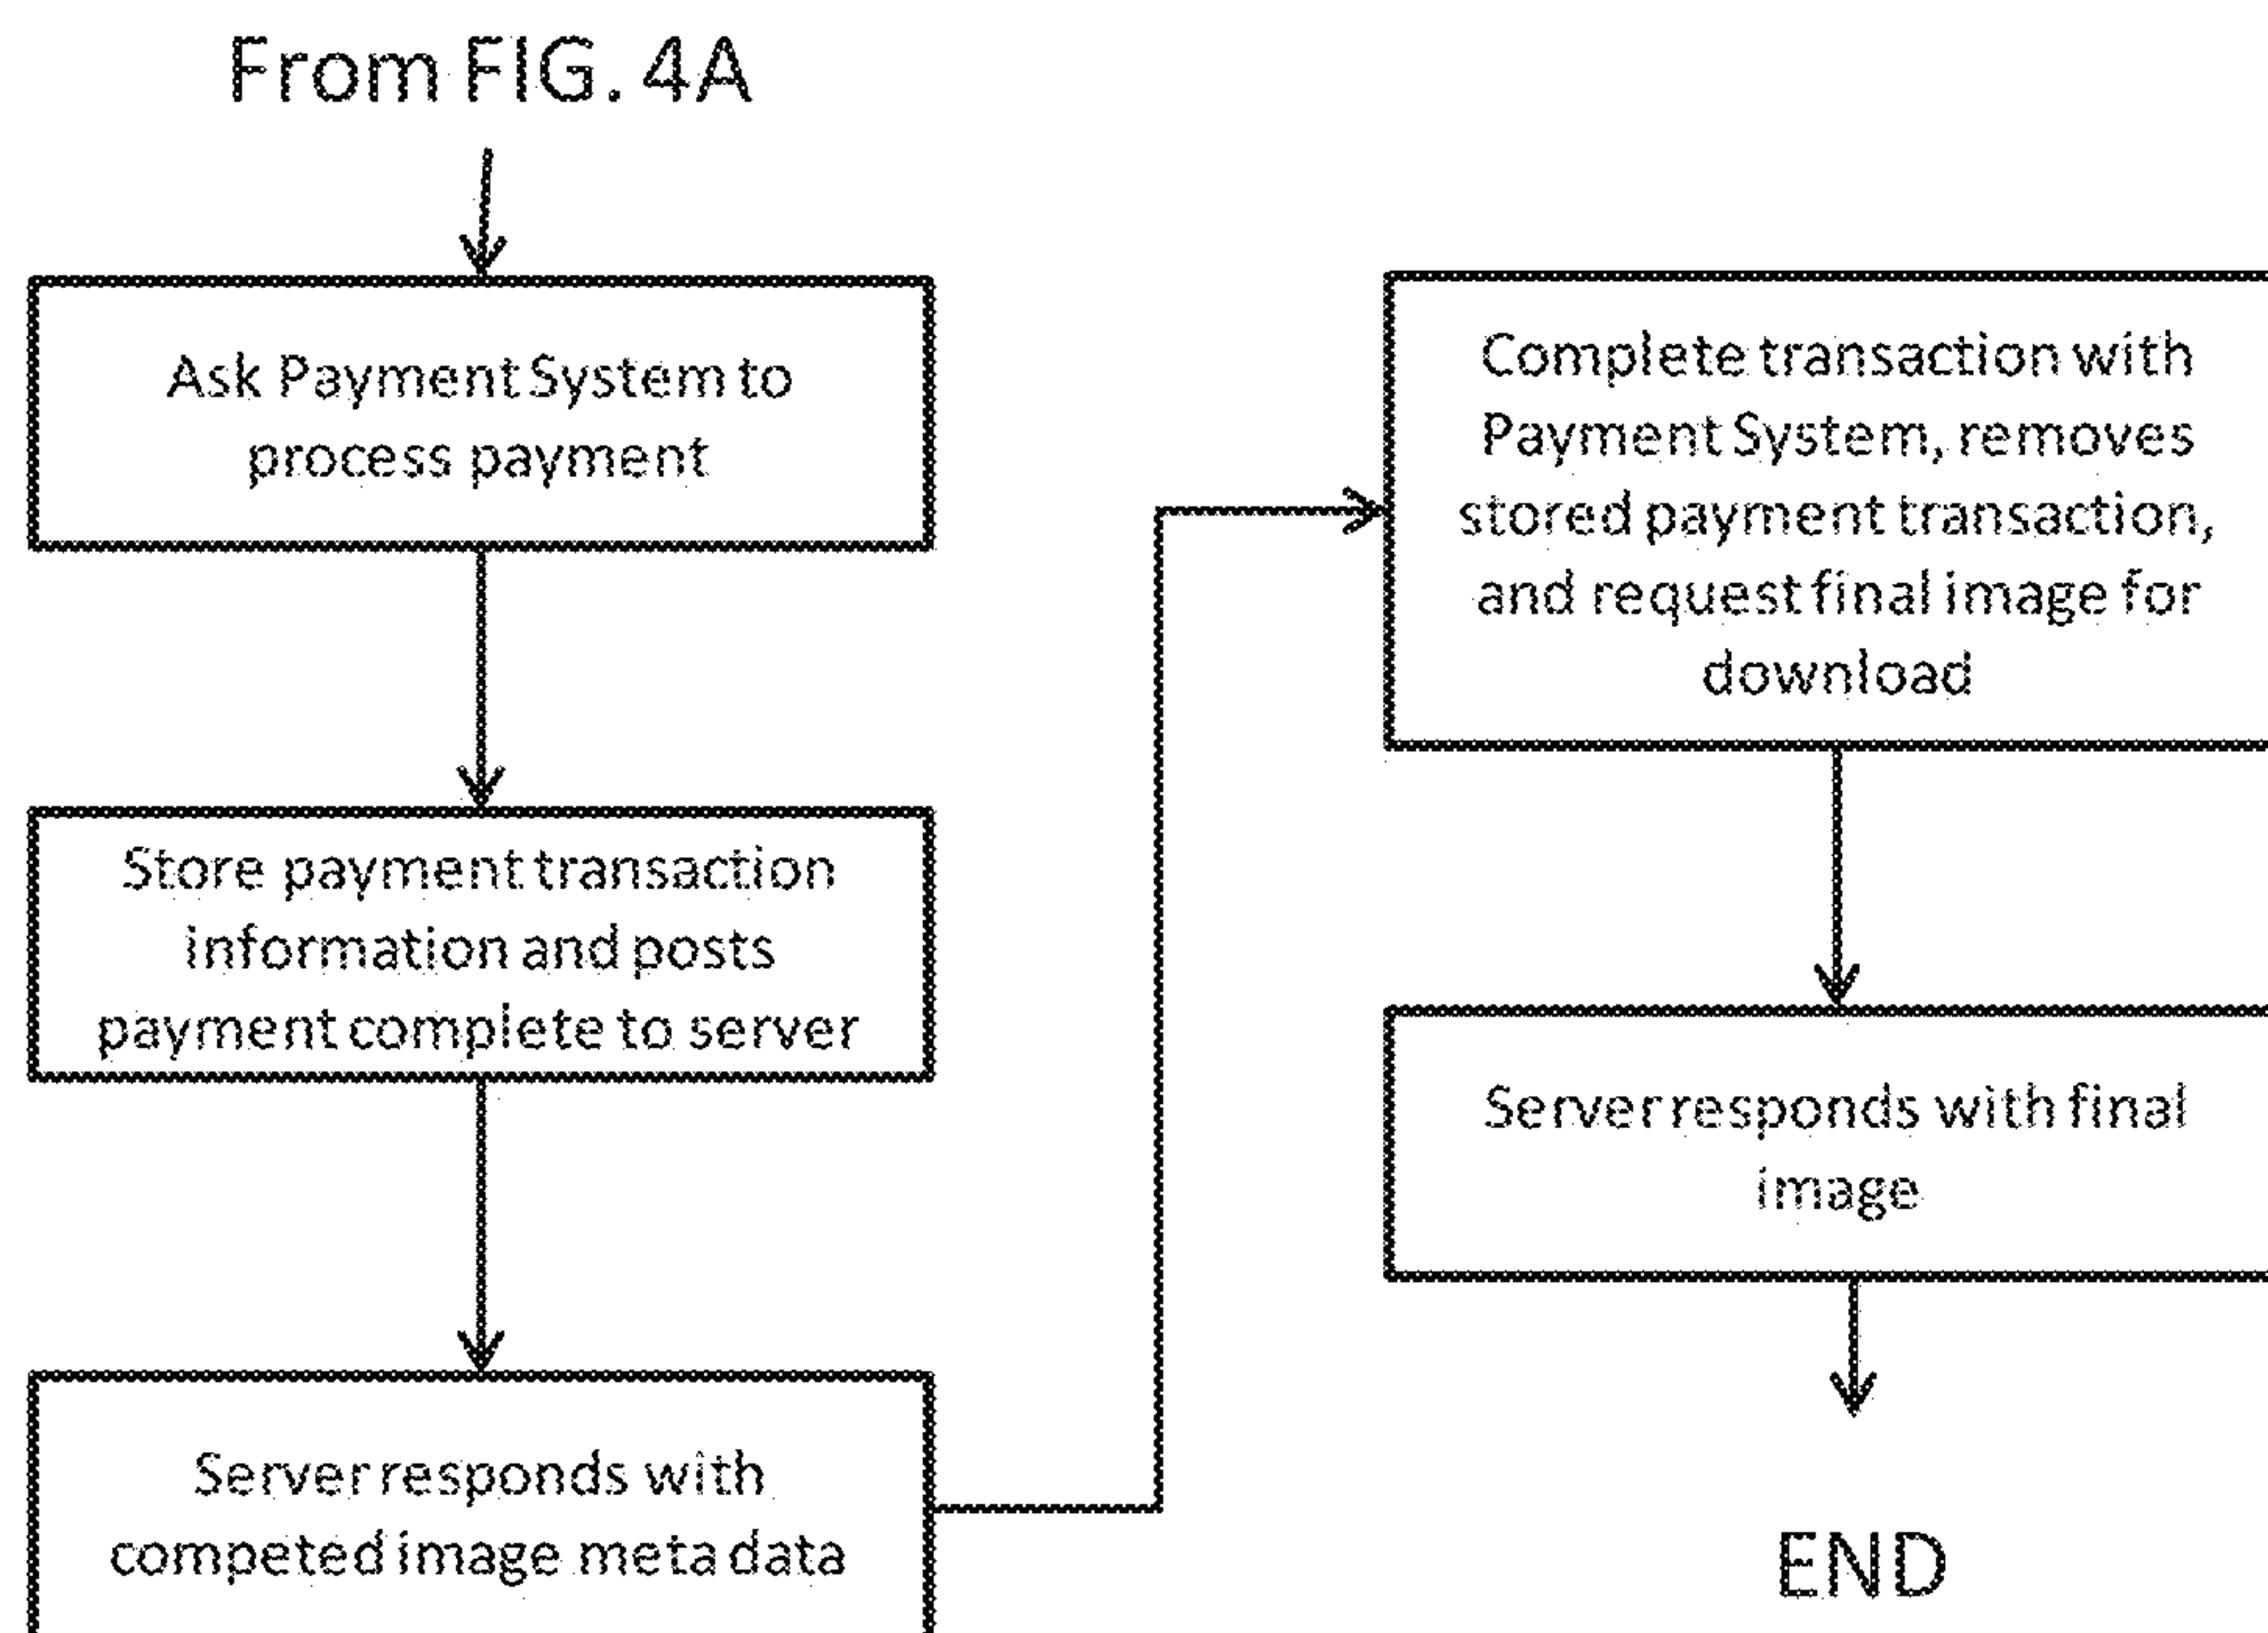 From FIG. 4A
Ask Payment System to
process payment
Store payment transaction
information and posts
payment complete to server
Server responds with
competed image meta data
Complete transaction with
Payment System, removes
stored payment transaction,
and request final image for
download
Server responds with final
image
END